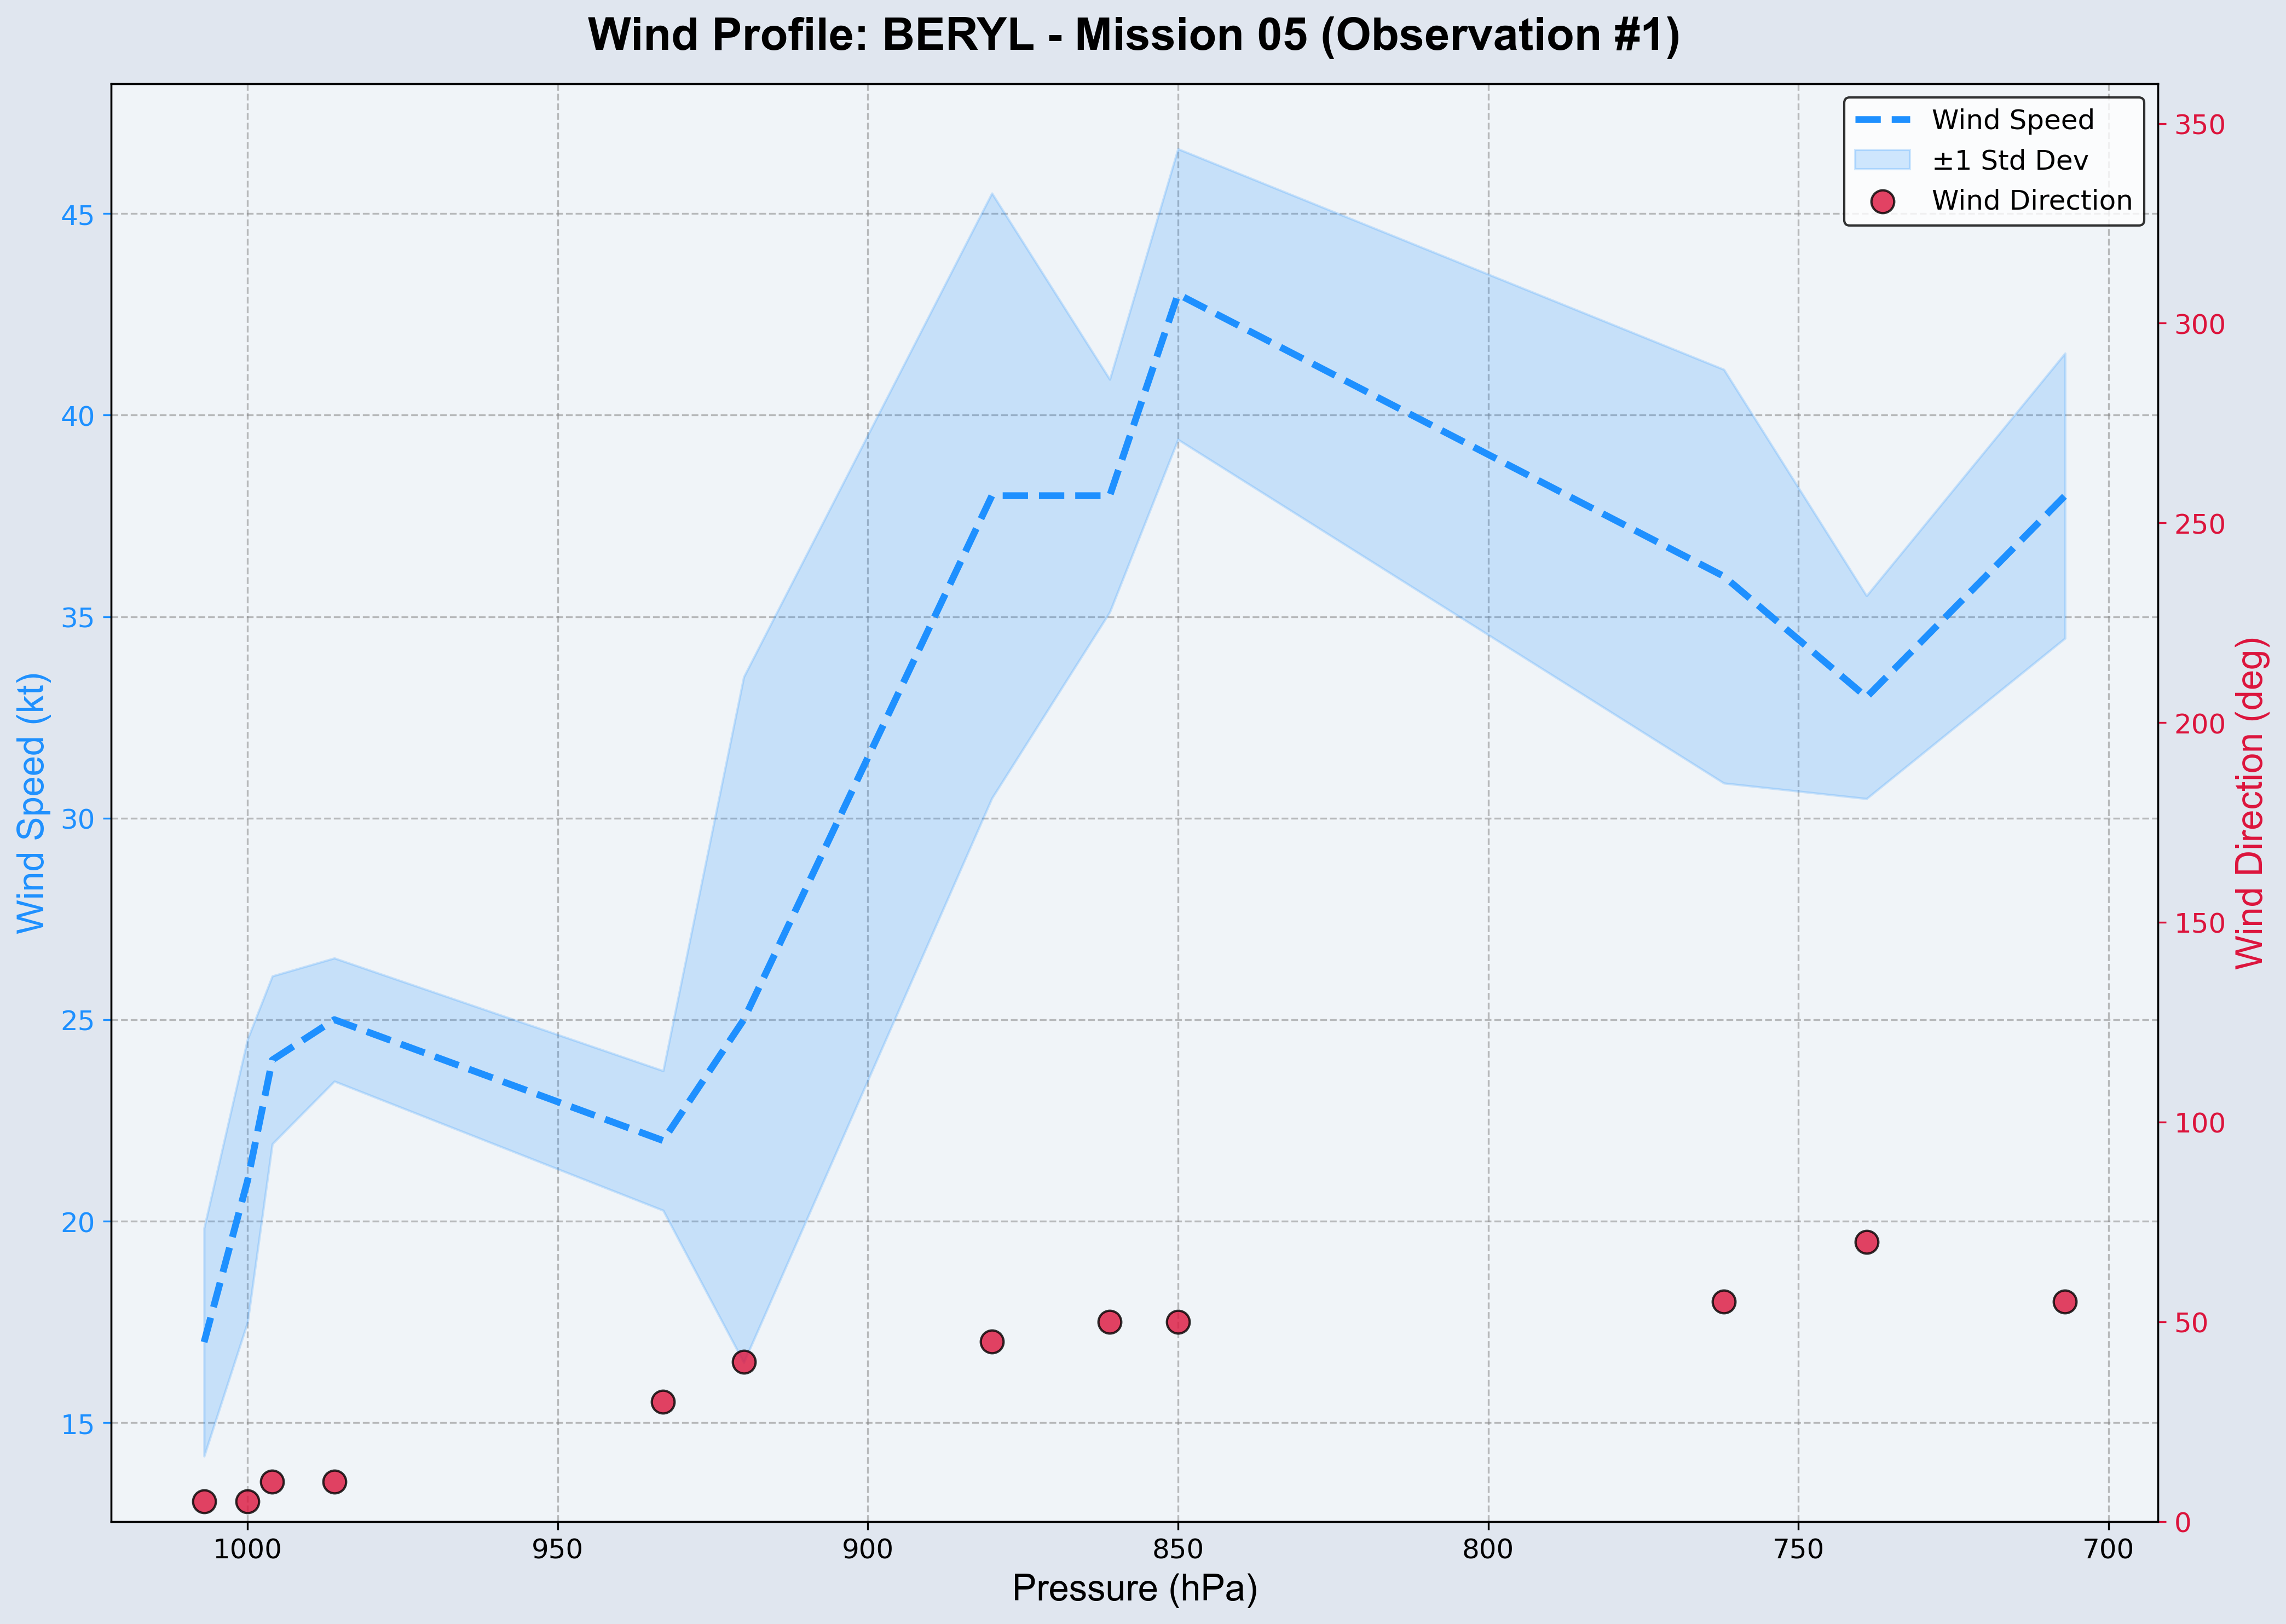 Wind Profile: BERYL - Mission 05 (Observation #1)
Wind Speed
±1 Std Dev
Wind Direction
45
40
35
30
25
20
15
Wind Speed (kt)
350
300
250
200
150
100
50
0
Wind Direction (deg)
1000 950 900 850 800 750 700
Pressure (hPa)